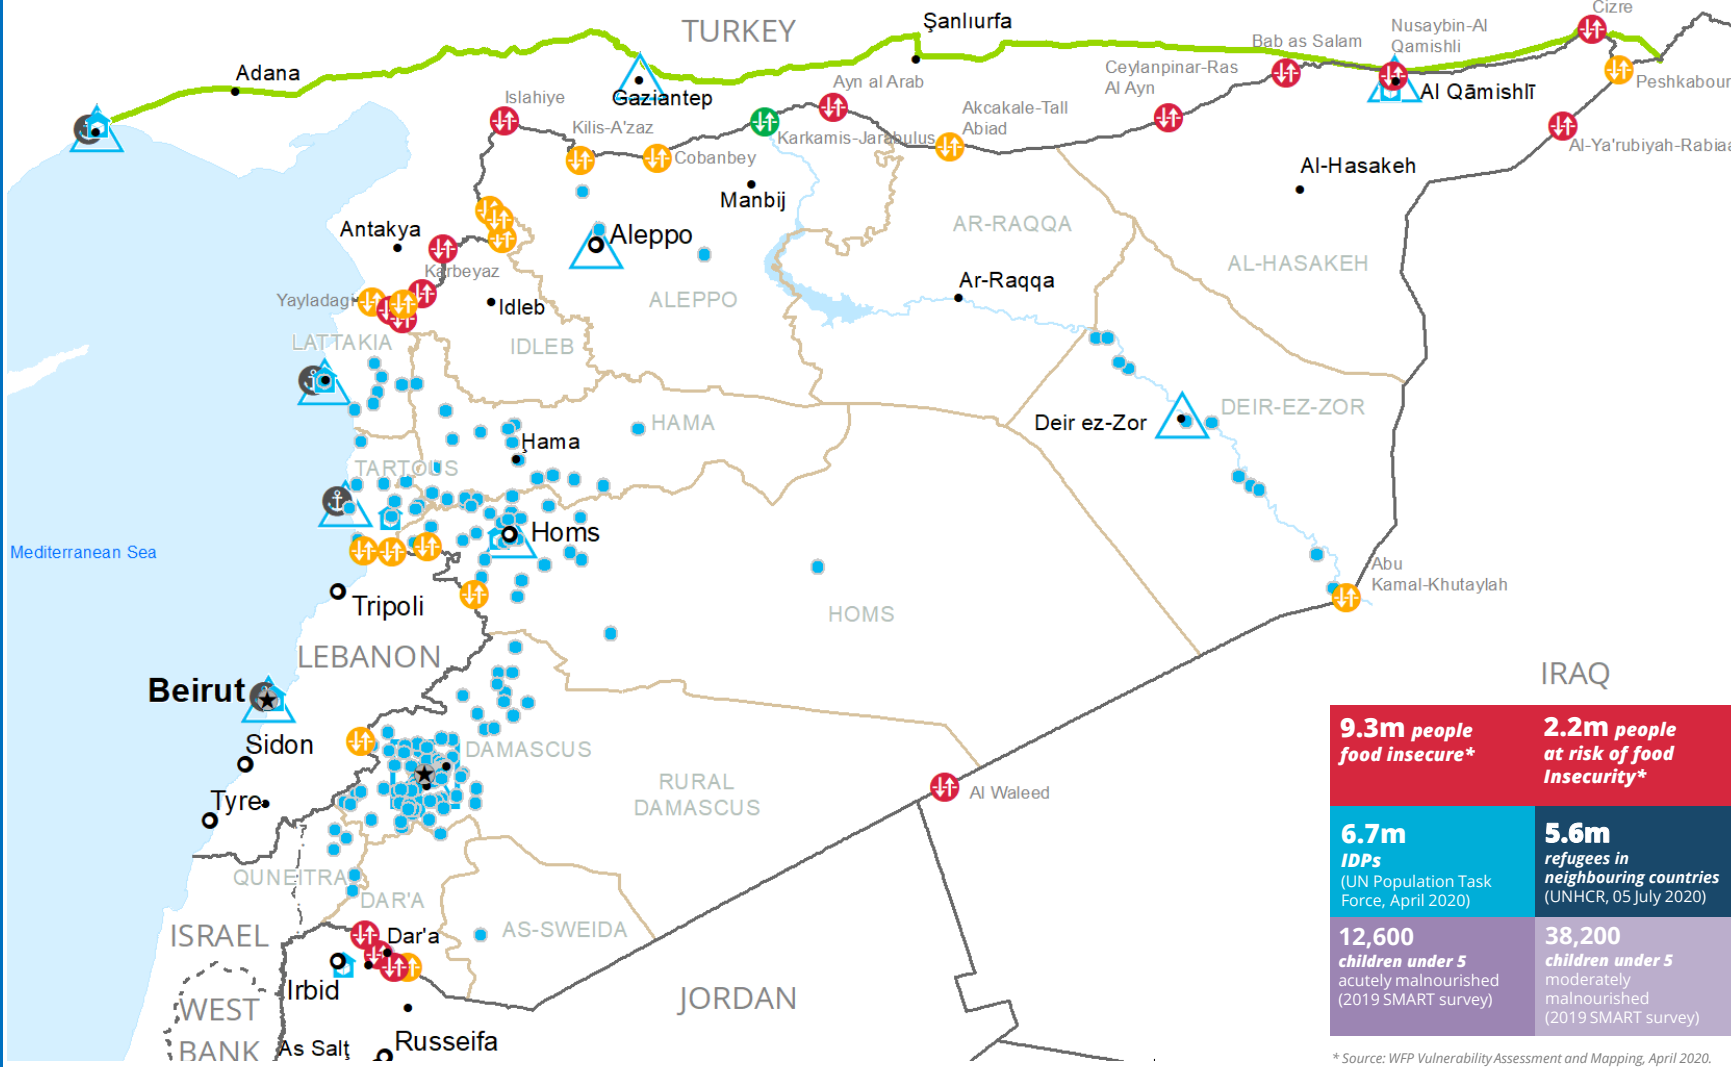 TURKEY
Şanlıurfa
Cizre
Nusaybin-Al
Qamishli
Bab as Salam
Adana
Ceylanpinar-Ras
Al Ayn
Ayn al Arab
Peshkabour
Islahiye
Gaziantep
Al Qāmishlī
Akcakale-Tall
Abiad
Kilis-A'zaz
Karkamis-Jarabulus
Al-Ya'rubiyah-Rabiaa
Cobanbey
Al-Hasakeh
Manbij
Antakya
Aleppo
AR-RAQQA
AL-HASAKEH
Karbeyaz
Ar-Raqqa
Yayladagi
ALEPPO
Idleb
LATTAKIA
IDLEB
DEIR-EZ-ZOR
Deir ez-Zor
HAMA
Hama
TARTOUS
Homs
Mediterranean Sea
Abu
Kamal-Khutaylah
Tripoli
HOMS
LEBANON
IRAQ
Beirut
Sidon
DAMASCUS
RURAL
DAMASCUS
Al Waleed
Tyre
QUNEITRA
DAR'A
AS-SWEIDA
ISRAEL
Dar'a
Irbid
WEST
BANK
JORDAN
As Salţ
Russeifa
9.3m people
food insecure*
2.2m people
at risk of food
Insecurity*
6.7m
IDPs
(UN Population Task
Force, April 2020)
5.6m
refugees in
neighbouring countries
(UNHCR, 05 July 2020)
12,600
children under 5
acutely malnourished
(2019 SMART survey)
38,200
children under 5
moderately
malnourished
(2019 SMART survey)
* Source: WFP Vulnerability Assessment and Mapping, April 2020.